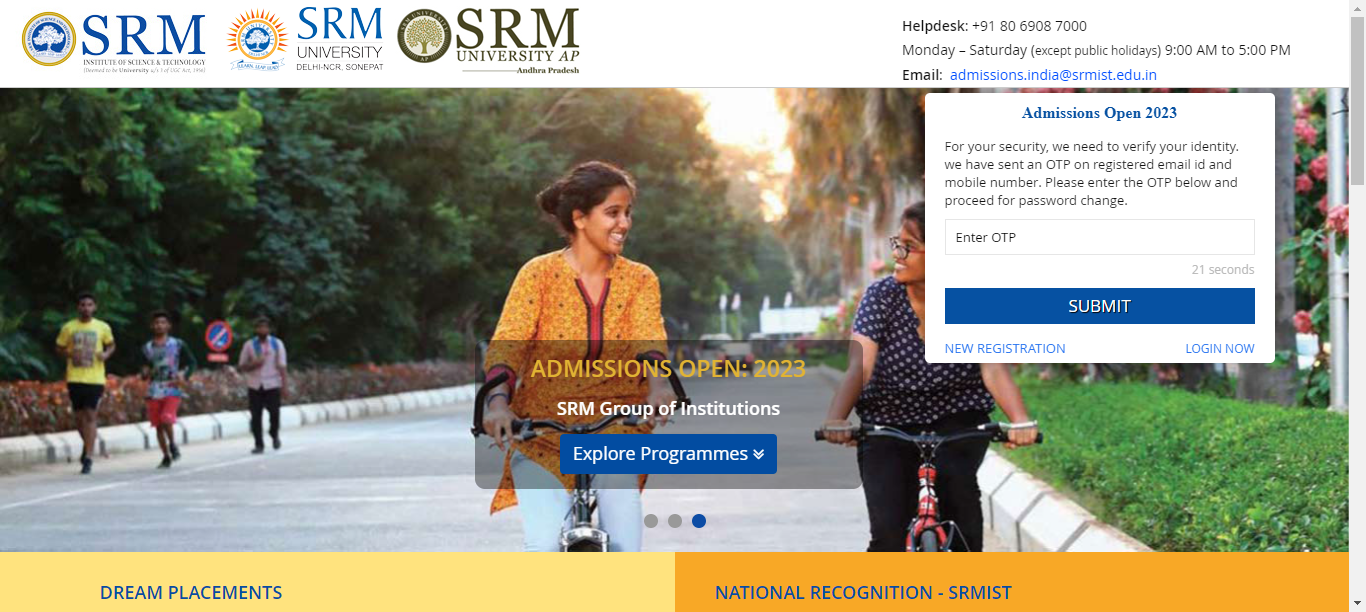 SRM
INSTITUTE OF SCIENCE & TECHNOLOGY
(Deemed to be University u/s 3 of UGC Act, 1956)
SRM
UNIVERSITY
DELHI-NCR, SONEPAT
LEARN, LEAP, LEAD
SRM
UNIVERSITY AP
Andhra Pradesh
Helpdesk: +91 80 6908 7000
Monday – Saturday (except public holidays) 9:00 AM to 5:00 PM
Email: admissions.india@srmist.edu.in
Admissions Open 2023
For your security, we need to verify your identity.
we have sent an OTP on registered email id and
mobile number. Please enter the OTP below and
proceed for password change.
Enter OTP
21 seconds
SUBMIT
NEW REGISTRATION LOGIN NOW
ADMISSIONS OPEN: 2023
SRM Group of Institutions
Explore Programmes
DREAM PLACEMENTS
NATIONAL RECOGNITION - SRMIST